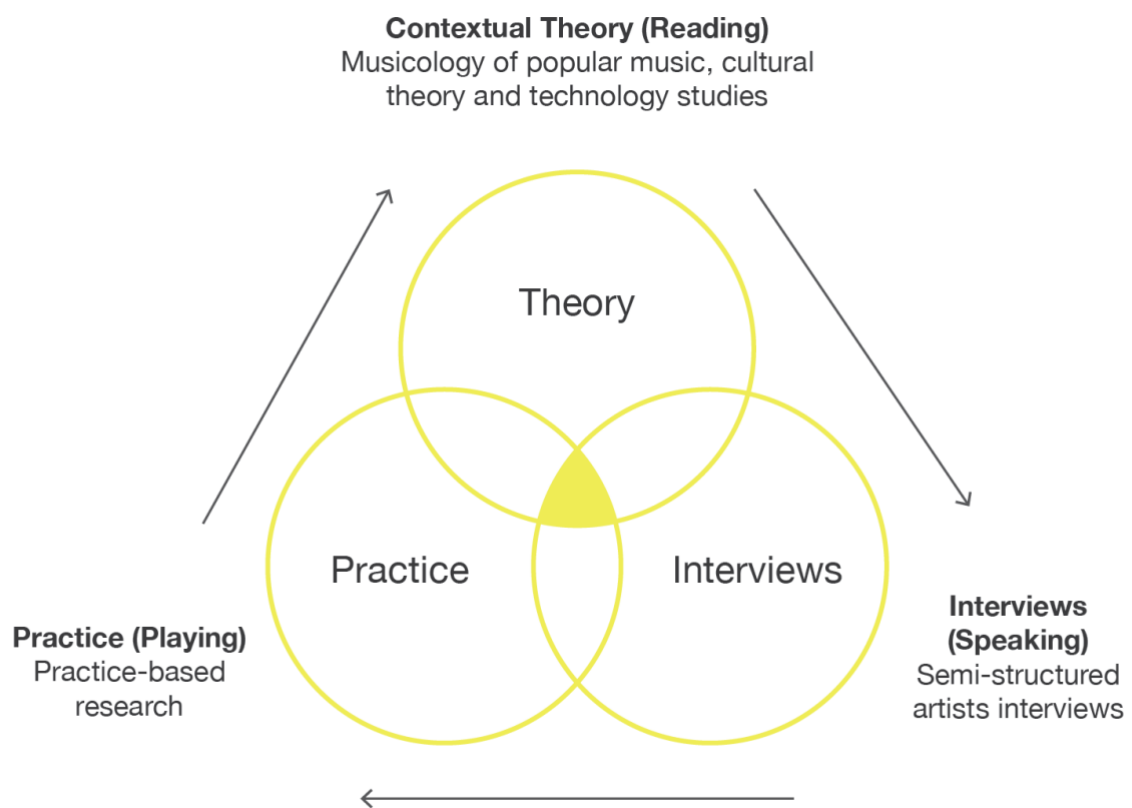 Contextual Theory (Reading)
Musicology of popular music, cultural
theory and technology studies
Theory
Practice
Interviews
Practice (Playing)
Practice-based
research
Interviews
(Speaking)
Semi-structured
artists interviews